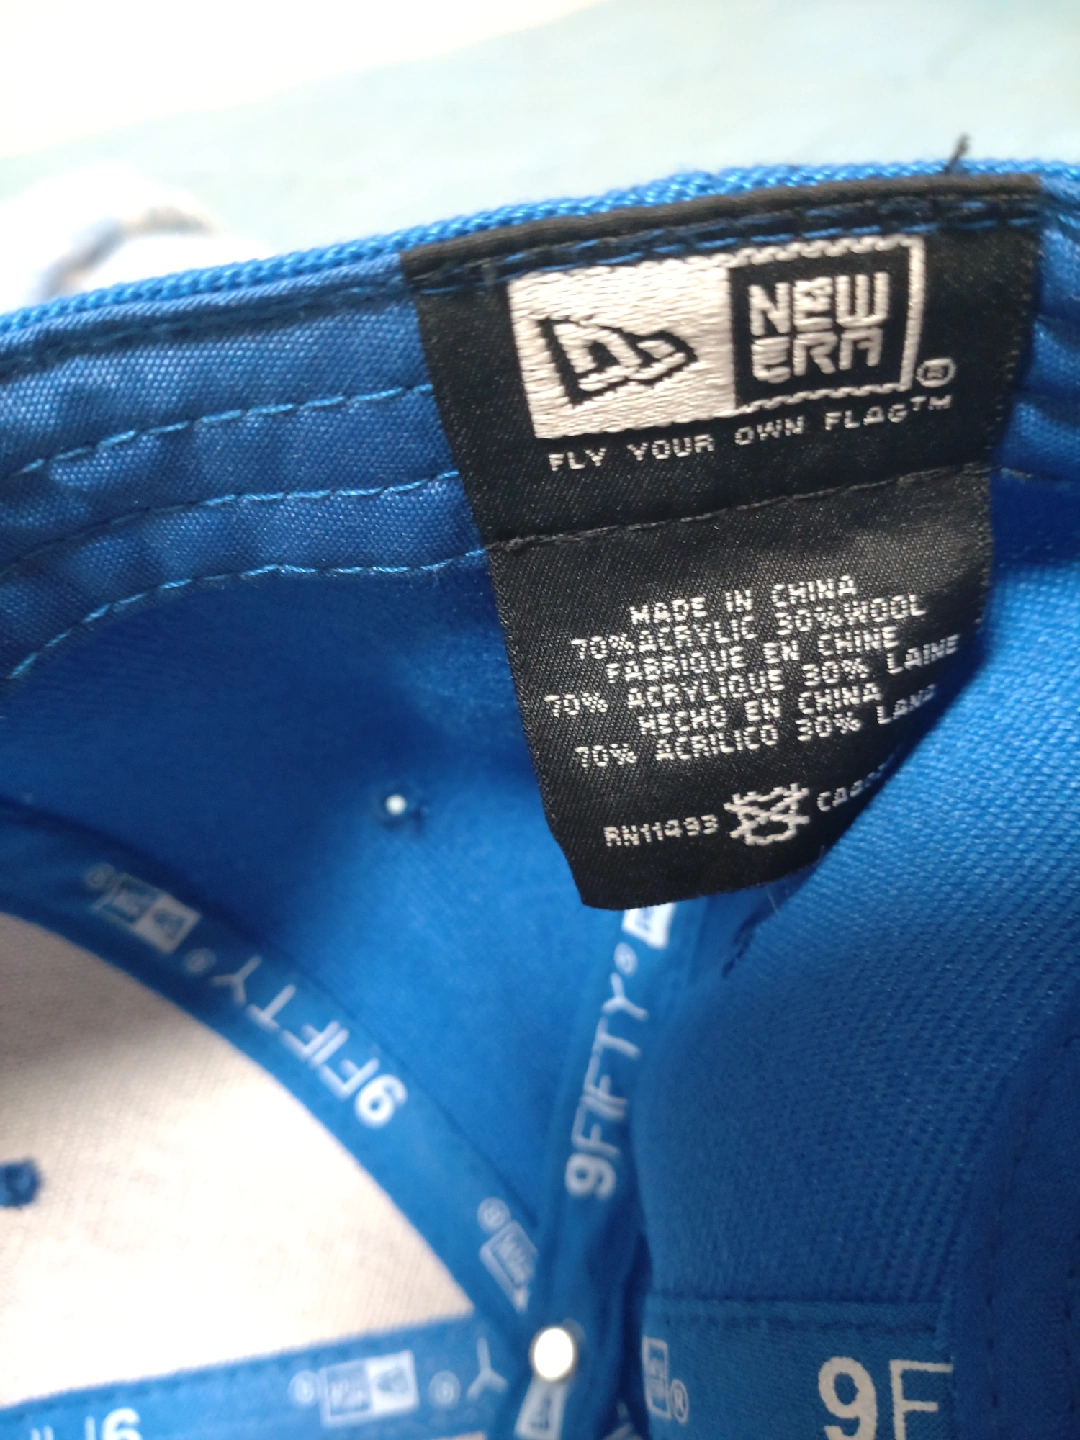 NEW
ERA®
FLY YOUR OWN FLAG™
MADE IN CHINA
70%ACRYLIC 30%WOOL
FABRIQUE EN CHINE
70% ACRYLIQUE 30% LAINE
HECHO EN CHINA
70% ACRILICO 30% LANA
RN11493
9FIFTY®
9FIFTY®
9F